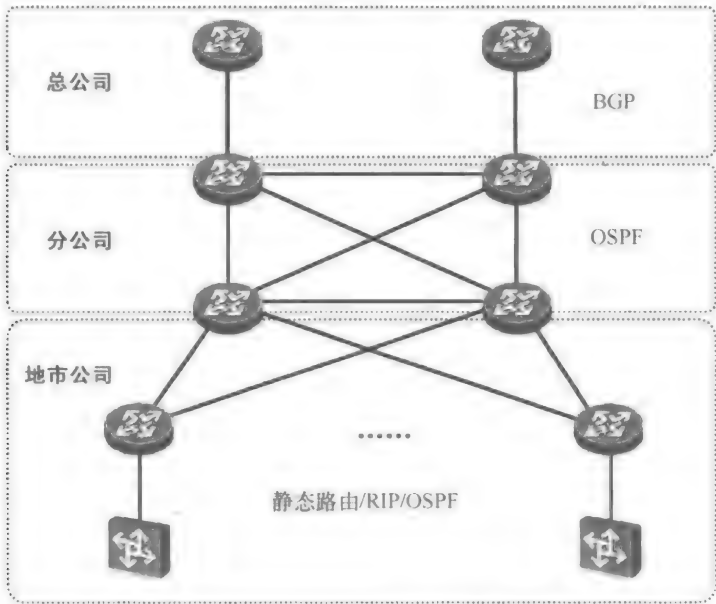 总公司
BGP
分公司
OSPF
地市公司
......
静态路由/RIP/OSPF